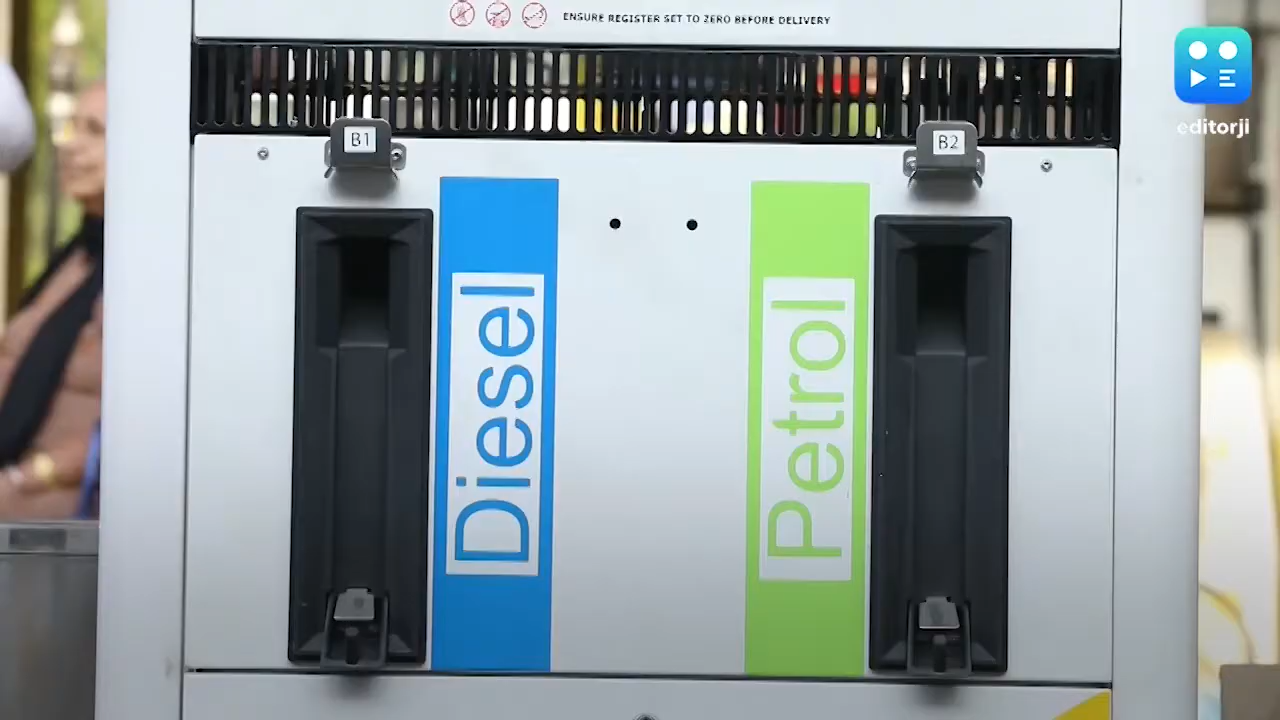 ENSURE REGISTER SET TO ZERO BEFORE DELIVERY
editorji
B1
B2
Diesel
Petrol